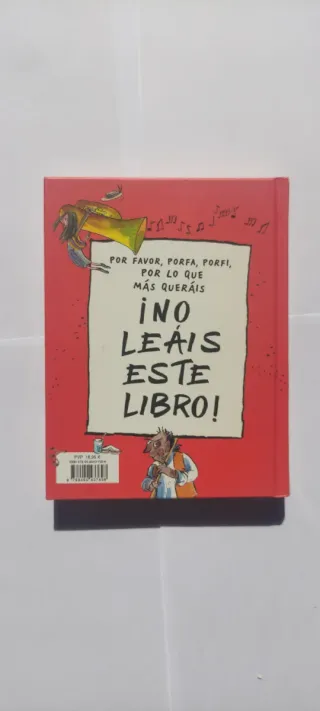 POR FAVOR, PORFA, PORFI,
POR LO QUE
MÁS QUERÁIS
¡NO
LEÁIS
ESTE
LIBRO!